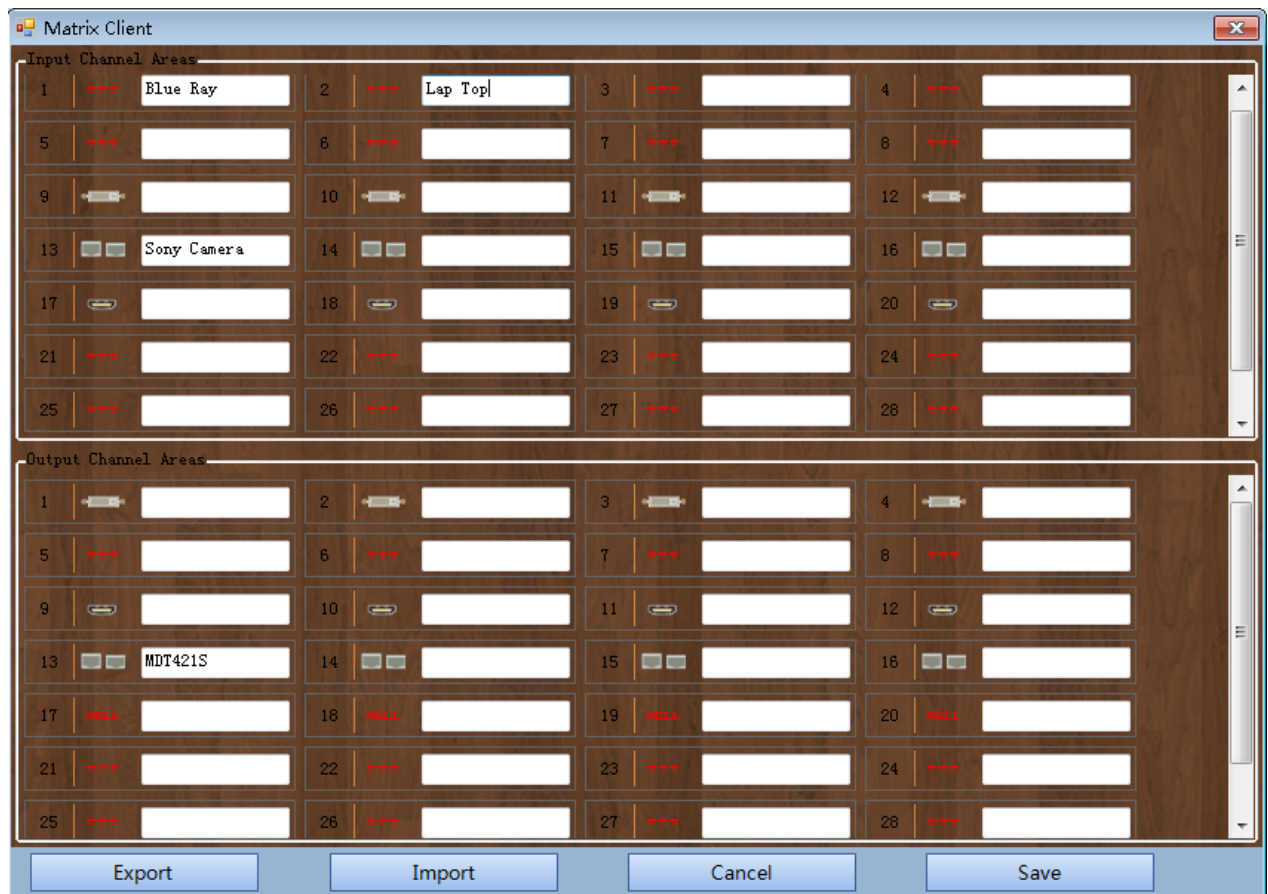 Matrix Client
Input Channel Areas
1 Blue Ray 2 Lap Top 3 4
5 6 7 8
9 10 11 12
13 Sony Camera 14 15 16
17 18 19 20
21 22 23 24
25 26 27 28
Output Channel Areas
1 2 3 4
5 6 7 8
9 10 11 12
13 MDT421S 14 15 16
17 NULL 18 NULL 19 NULL 20 NULL
21 22 23 24
25 26 27 28
Export Import Cancel Save